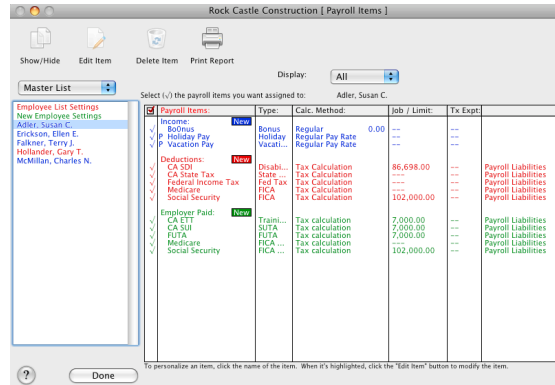 Rock Castle Construction [ Payroll Items ]
Show/Hide Edit Item Delete Item Print Report
Display: All
Master List
Select (√) the payroll items you want assigned to: Adler, Susan C.
Employee List Settings
New Employee Settings
Adler, Susan C.
Erickson, Ellen E.
Falkner, Terry J.
Hollander, Gary T.
McMillan, Charles N.
Payroll Items: Type: Calc. Method: Job / Limit: Tx Expt:
Income: New
√ Bo0nus Bonus Regular 0.00 -- --
√ P Holiday Pay Holiday Regular Pay Rate -- --
√ P Vacation Pay Vacati... Regular Pay Rate -- --
Deductions: New
√ CA SDI Disabi... Tax Calculation 86,698.00 -- Payroll Liabilities
√ CA State Tax State ... Tax Calculation --- -- Payroll Liabilities
√ Federal Income Tax Fed Tax Tax Calculation --- -- Payroll Liabilities
√ Medicare FICA Tax Calculation --- -- Payroll Liabilities
√ Social Security FICA Tax Calculation 102,000.00 -- Payroll Liabilities
Employer Paid: New
√ CA ETT Traini... Tax calculation 7,000.00 -- Payroll Liabilities
√ CA SUI SUTA Tax calculation 7,000.00 -- Payroll Liabilities
√ FUTA FUTA Tax calculation 7,000.00 -- Payroll Liabilities
√ Medicare FICA ... Tax calculation --- -- Payroll Liabilities
√ Social Security FICA ... Tax calculation 102,000.00 -- Payroll Liabilities
To personalize an item, click the name of the item. When it's highlighted, click the "Edit Item" button to modify the item.
? Done